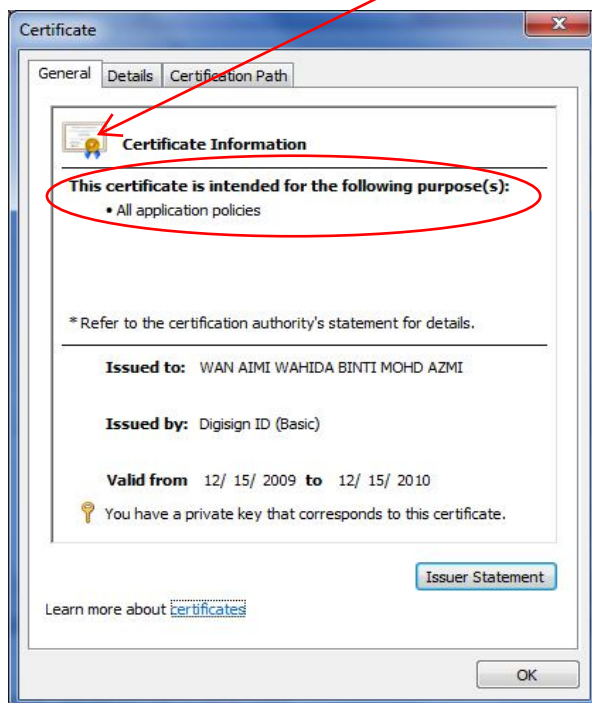 Certificate
General Details Certification Path
Certificate Information
This certificate is intended for the following purpose(s):
• All application policies
* Refer to the certification authority's statement for details.
Issued to: WAN AIMI WAHIDA BINTI MOHD AZMI
Issued by: Digisign ID (Basic)
Valid from 12/ 15/ 2009 to 12/ 15/ 2010
You have a private key that corresponds to this certificate.
Issuer Statement
Learn more about certificates
OK